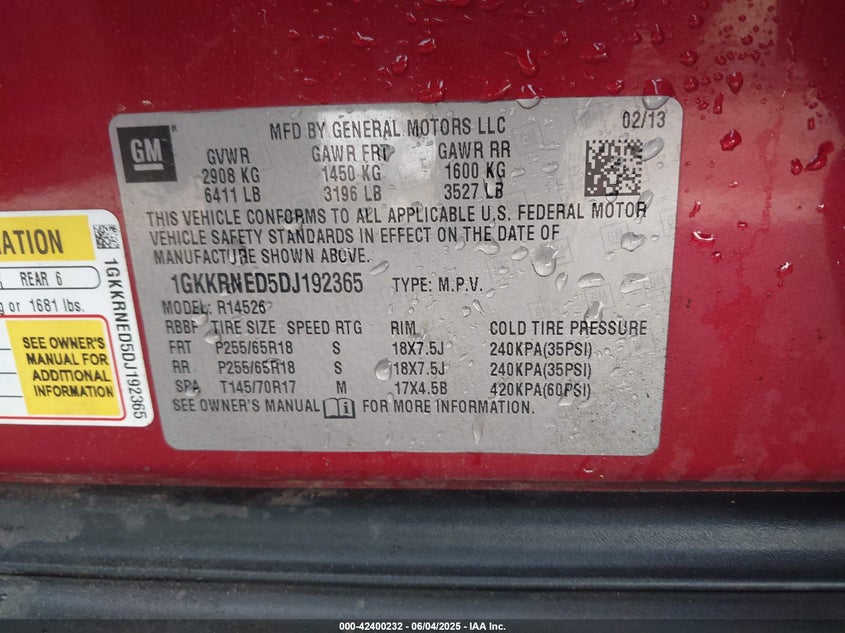 MFD BY GENERAL MOTORS LLC 02/13
GM®
GVWR GAWR FRT GAWR RR
2908 KG 1450 KG 1600 KG
6411 LB 3196 LB 3527 LB
THIS VEHICLE CONFORMS TO ALL APPLICABLE U.S. FEDERAL MOTOR
VEHICLE SAFETY STANDARDS IN EFFECT ON THE DATE OF
MANUFACTURE SHOWN ABOVE.
1GKKRNED5DJ192365 TYPE: M.P.V.
MODEL: R14526
RBBF TIRE SIZE SPEED RTG RIM COLD TIRE PRESSURE
FRT P255/65R18 S 18X7.5J 240KPA(35PSI)
RR P255/65R18 S 18X7.5J 240KPA(35PSI)
SPA T145/70R17 M 17X4.5B 420KPA(60PSI)
SEE OWNER'S MANUAL FOR MORE INFORMATION
REAR 6
or 1681 lbs.
SEE OWNER'S
MANUAL FOR
ADDITIONAL
INFORMATION
1GKKRNED5DJ192365
000-42400232 - 06/04/2025 - IAA Inc.